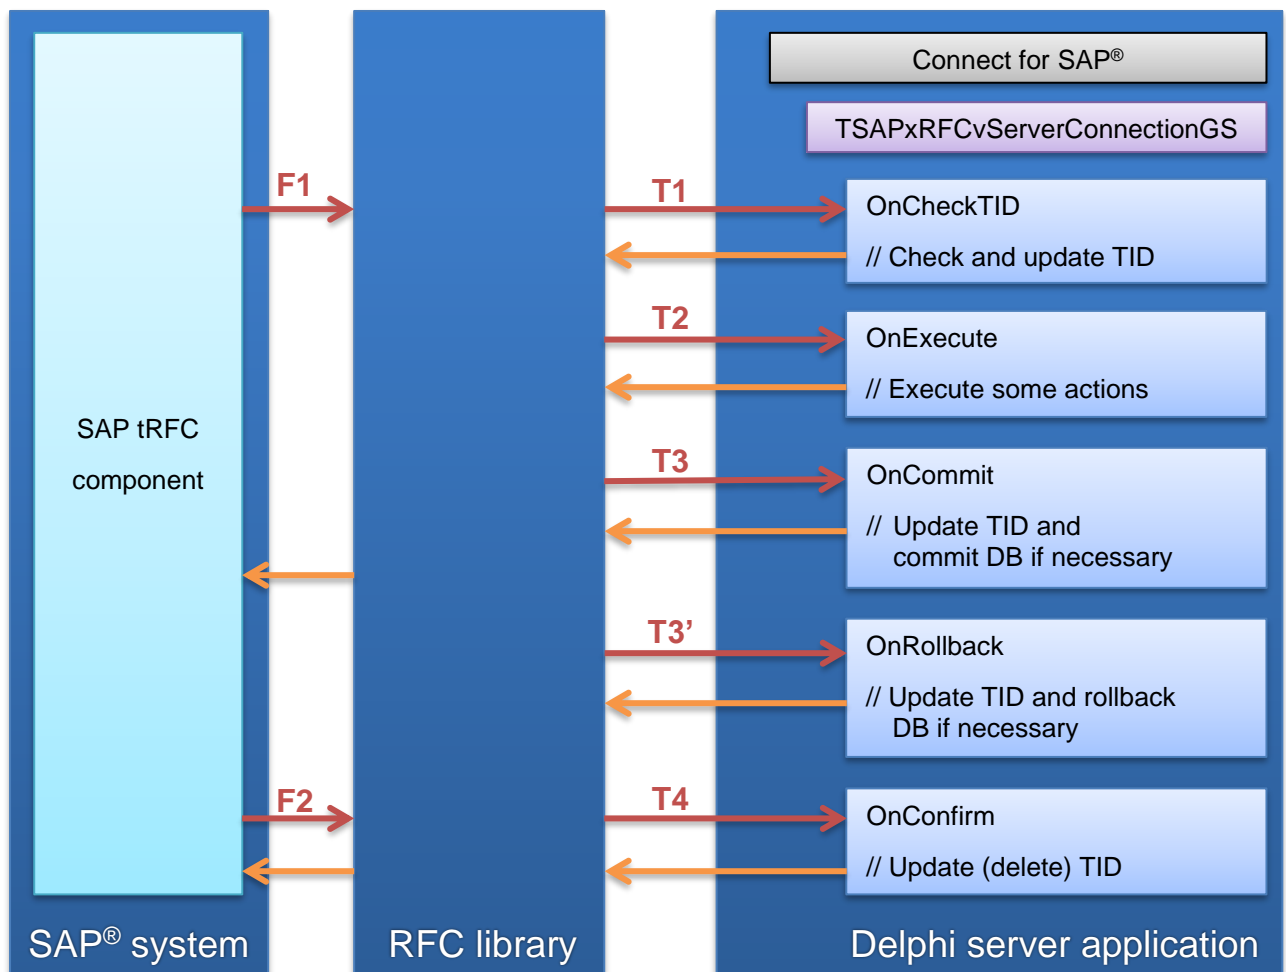 Connect for SAP®
TSAPxRFCvServerConnectionGS
F1
T1
OnCheckTID
// Check and update TID
T2
OnExecute
// Execute some actions
SAP tRFC
component
T3
OnCommit
// Update TID and
commit DB if necessary
T3’
OnRollback
// Update TID and rollback
DB if necessary
F2
T4
OnConfirm
// Update (delete) TID
SAP® system
RFC library
Delphi server application